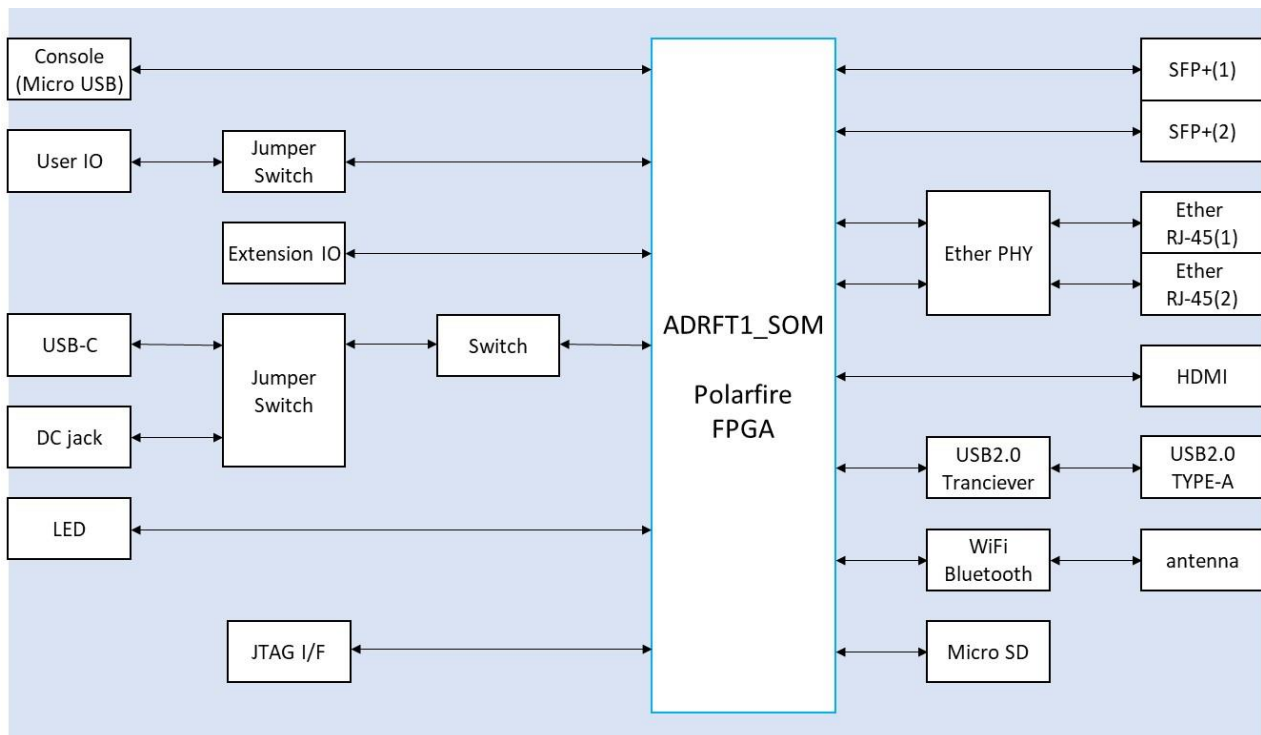 Console
(Micro USB)
User IO
Jumper
Switch
Extension IO
USB-C
DC jack
Jumper
Switch
Switch
LED
JTAG I/F
ADRFT1_SOM
Polarfire
FPGA
SFP+(1)
SFP+(2)
Ether PHY
Ether
RJ-45(1)
Ether
RJ-45(2)
HDMI
USB2.0
Tranciever
USB2.0
TYPE-A
WiFi
Bluetooth
antenna
Micro SD